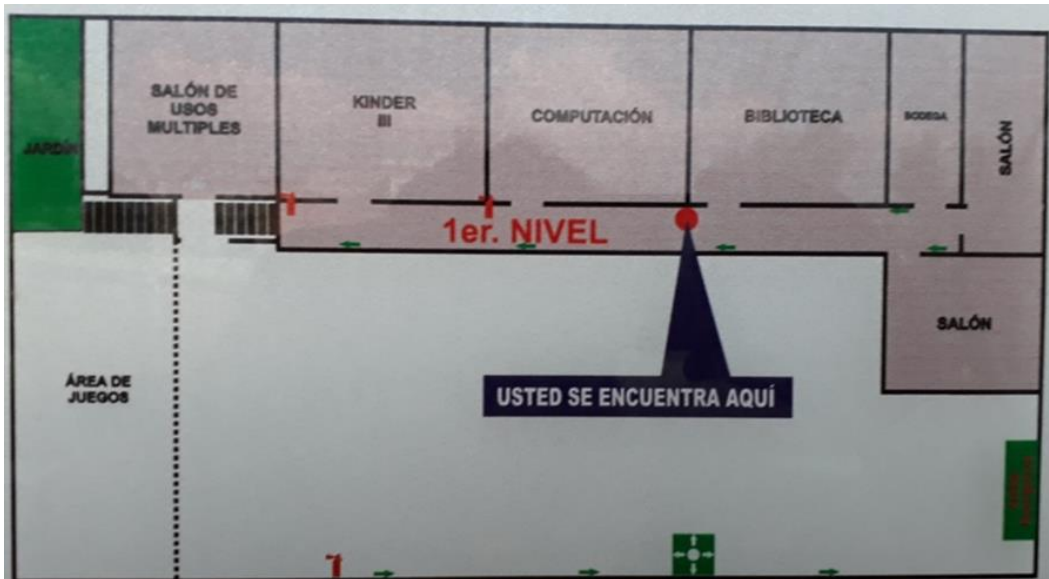 SALÓN DE
USOS
MULTIPLES
KINDER
III
COMPUTACIÓN
BIBLIOTECA
BODEGA
SALÓN
JARDÍN
1er. NIVEL
SALÓN
ÁREA DE
JUEGOS
USTED SE ENCUENTRA AQUÍ